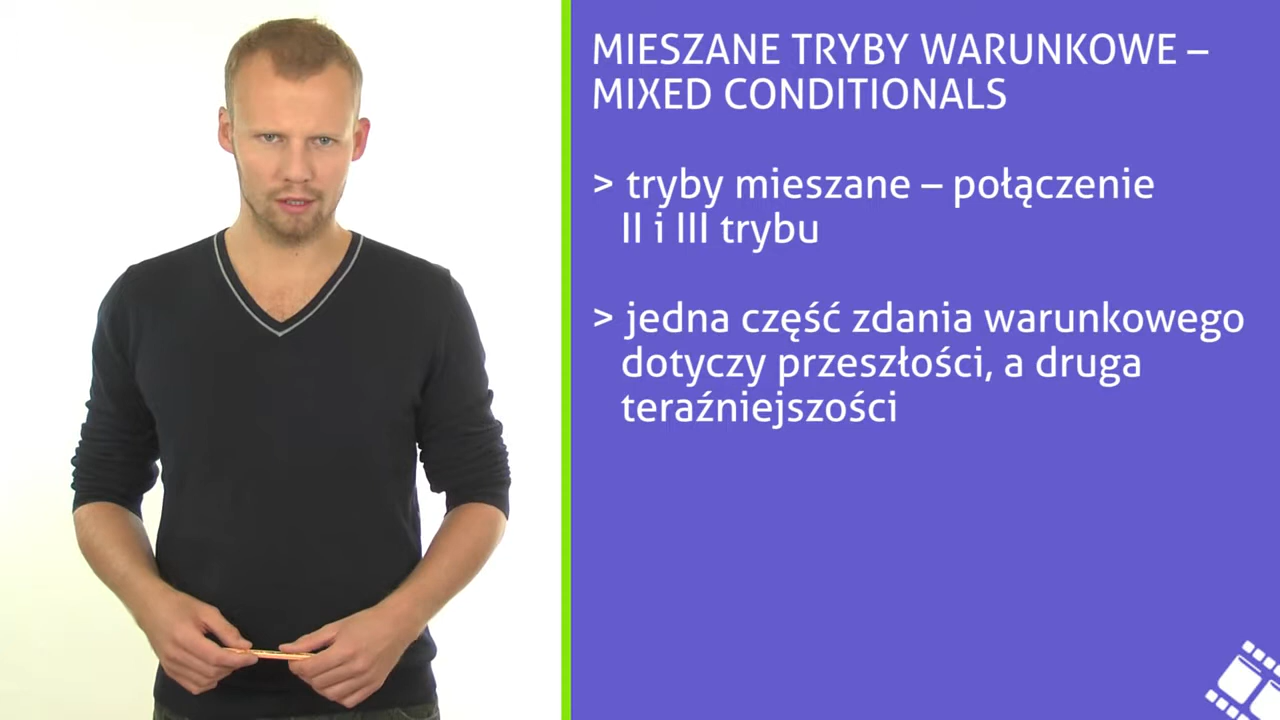 MIESZANE TRYBY WARUNKOWE –
MIXED CONDITIONALS
> tryby mieszane – połączenie
II i III trybu
> jedna część zdania warunkowego
dotyczy przeszłości, a druga
teraźniejszości